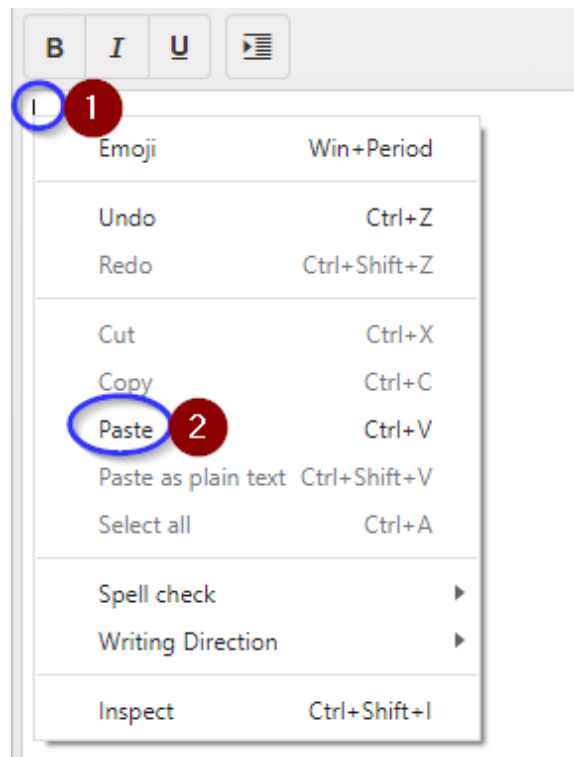 B I U
1
Emoji Win+Period
Undo Ctrl+Z
Redo Ctrl+Shift+Z
Cut Ctrl+X
Copy Ctrl+C
Paste 2 Ctrl+V
Paste as plain text Ctrl+Shift+V
Select all Ctrl+A
Spell check
Writing Direction
Inspect Ctrl+Shift+I